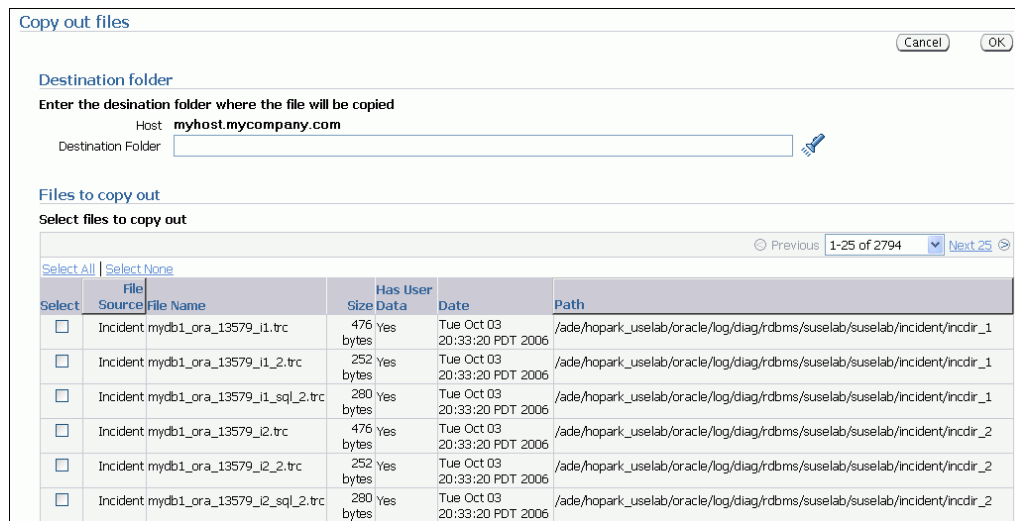 Copy out files
Cancel OK
Destination folder
Enter the desination folder where the file will be copied
Host myhost.mycompany.com
Destination Folder
Files to copy out
Select files to copy out
Previous 1-25 of 2794 Next 25
Select All | Select None
Select File Source File Name Size Has User Data Date Path
Incident mydb1_ora_13579_i1.trc 476 bytes Yes Tue Oct 03 20:33:20 PDT 2006 /ade/hopark_uselab/oracle/log/diag/rdbms/suselab/suselab/incident/incdir_1
Incident mydb1_ora_13579_i1_2.trc 252 bytes Yes Tue Oct 03 20:33:20 PDT 2006 /ade/hopark_uselab/oracle/log/diag/rdbms/suselab/suselab/incident/incdir_1
Incident mydb1_ora_13579_i1_sql_2.trc 280 bytes Yes Tue Oct 03 20:33:20 PDT 2006 /ade/hopark_uselab/oracle/log/diag/rdbms/suselab/suselab/incident/incdir_1
Incident mydb1_ora_13579_i2.trc 476 bytes Yes Tue Oct 03 20:33:20 PDT 2006 /ade/hopark_uselab/oracle/log/diag/rdbms/suselab/suselab/incident/incdir_2
Incident mydb1_ora_13579_i2_2.trc 252 bytes Yes Tue Oct 03 20:33:20 PDT 2006 /ade/hopark_uselab/oracle/log/diag/rdbms/suselab/suselab/incident/incdir_2
Incident mydb1_ora_13579_i2_sql_2.trc 280 bytes Yes Tue Oct 03 20:33:20 PDT 2006 /ade/hopark_uselab/oracle/log/diag/rdbms/suselab/suselab/incident/incdir_2